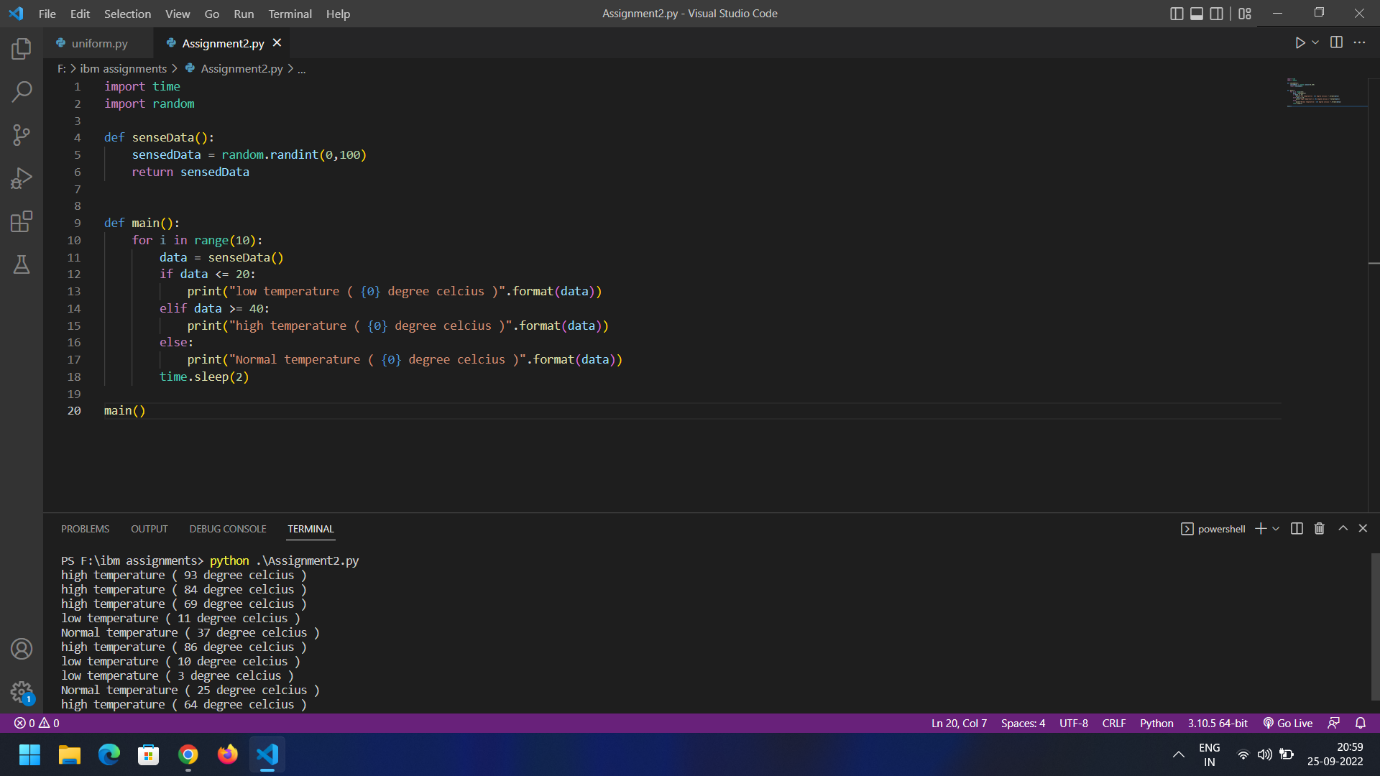 File Edit Selection View Go Run Terminal Help Assignment2.py - Visual Studio Code
uniform.py Assignment2.py
F: > ibm assignments > Assignment2.py > ...
1 import time
2 import random
3
4 def senseData():
5 sensedData = random.randint(0,100)
6 return sensedData
7
8
9 def main():
10 for i in range(10):
11 data = senseData()
12 if data <= 20:
13 print("low temperature ( {0} degree celcius )".format(data))
14 elif data >= 40:
15 print("high temperature ( {0} degree celcius )".format(data))
16 else:
17 print("Normal temperature ( {0} degree celcius )".format(data))
18 time.sleep(2)
19
20 main()
PROBLEMS OUTPUT DEBUG CONSOLE TERMINAL powershell
PS F:\ibm assignments> python .\Assignment2.py
high temperature ( 93 degree celcius )
high temperature ( 84 degree celcius )
high temperature ( 69 degree celcius )
low temperature ( 11 degree celcius )
Normal temperature ( 37 degree celcius )
high temperature ( 86 degree celcius )
low temperature ( 10 degree celcius )
low temperature ( 3 degree celcius )
Normal temperature ( 25 degree celcius )
high temperature ( 64 degree celcius )
1
0 0 Ln 20, Col 7 Spaces: 4 UTF-8 CRLF Python 3.10.5 64-bit Go Live
ENG 20:59
IN 25-09-2022